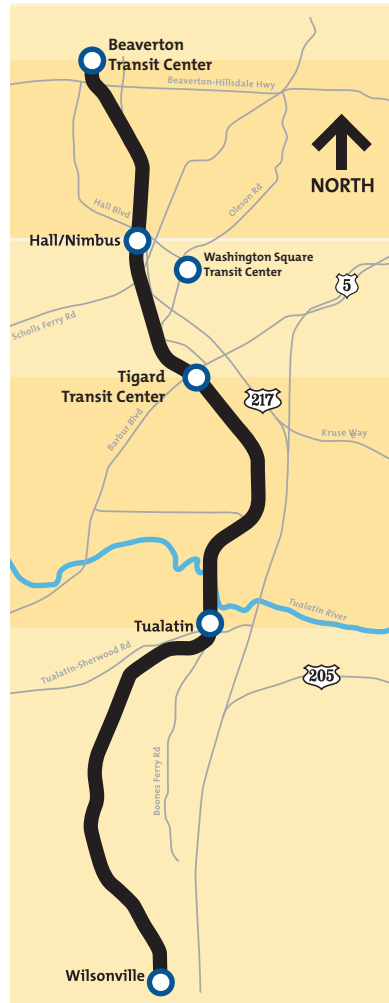 Beaverton
Transit Center
Beaverton-Hillsdale Hwy
NORTH
Hall Blvd
Oleson Rd
Hall/Nimbus
Washington Square
Transit Center
5
Scholls Ferry Rd
Tigard
Transit Center
217
Barbur Blvd
Kruse Way
Tualatin River
Tualatin
Tualatin-Sherwood Rd
205
Boones Ferry Rd
Wilsonville